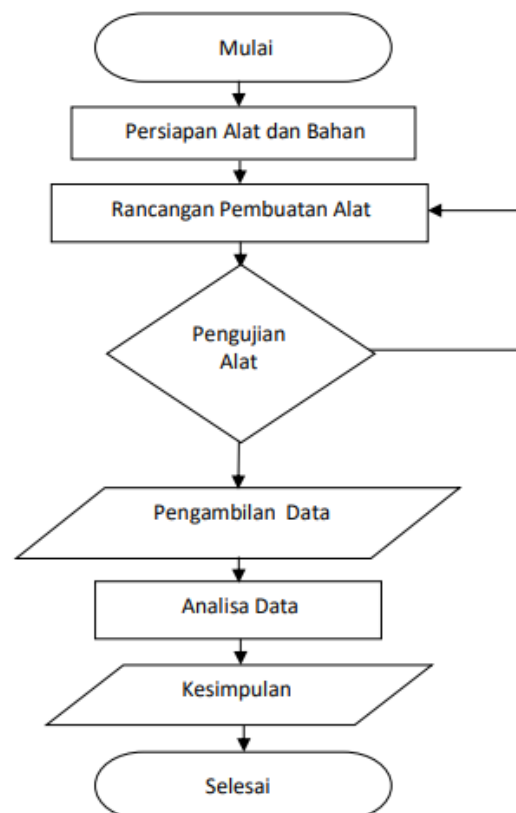 Mulai
Persiapan Alat dan Bahan
Rancangan Pembuatan Alat
Pengujian
Alat
Pengambilan Data
Analisa Data
Kesimpulan
Selesai